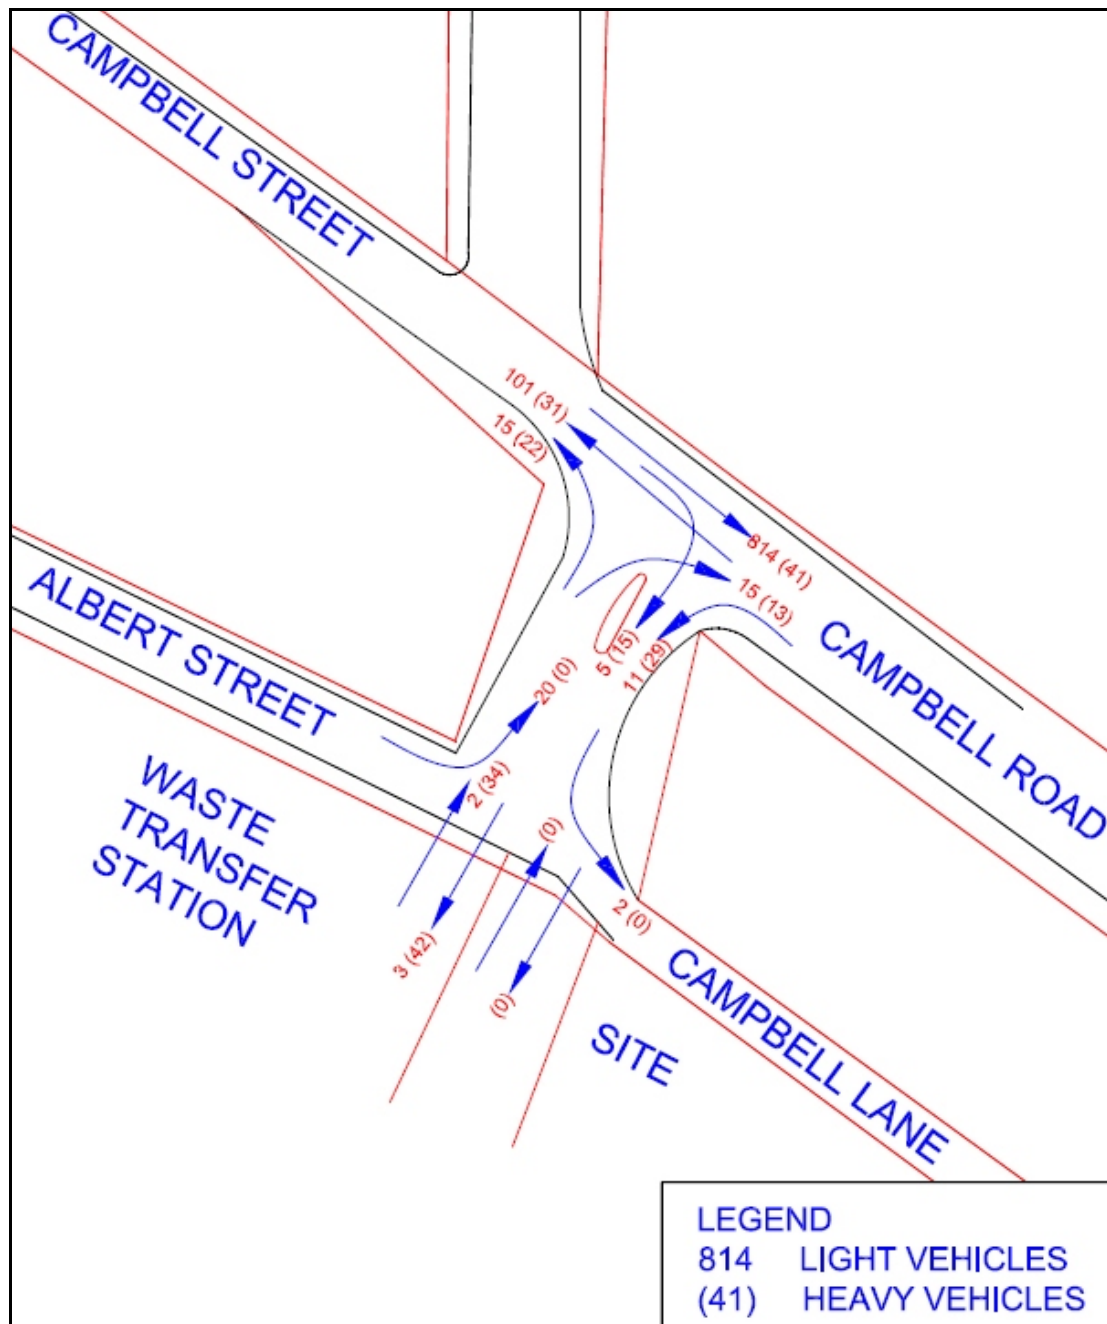 CAMPBELL STREET
101 (31)
15 (22)
814 (41)
15 (13)
CAMPBELL ROAD
5 (15)
11 (29)
20 (0)
ALBERT STREET
2 (34)
(0)
WASTE
TRANSFER
STATION
3 (42)
(0)
2 (0)
CAMPBELL LANE
SITE
LEGEND
814 LIGHT VEHICLES
(41) HEAVY VEHICLES